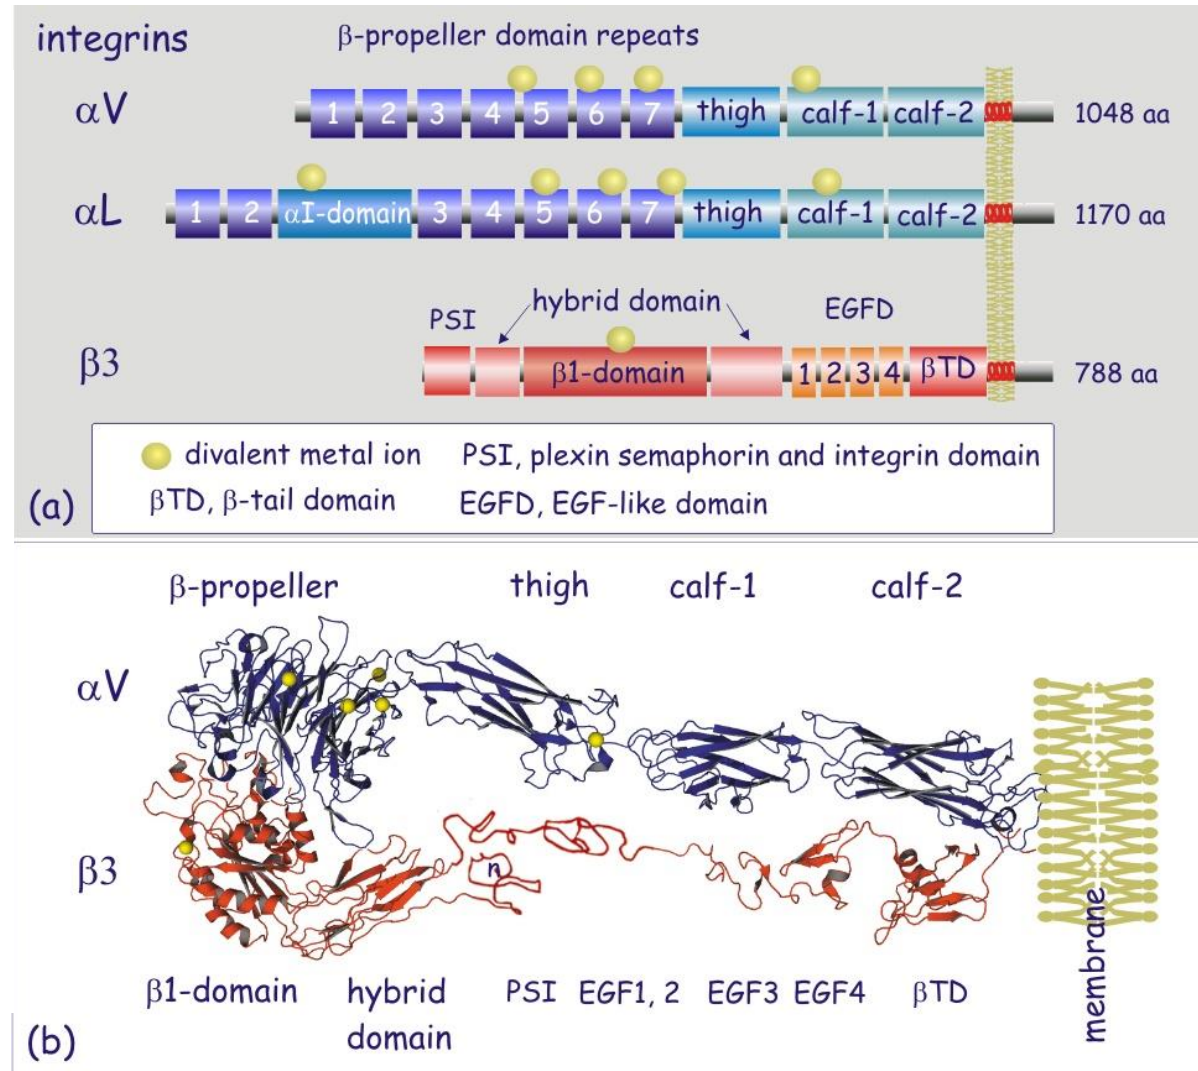 integrins
β-propeller domain repeats
αV
1 2 3 4 5 6 7 thigh calf-1 calf-2
1048 aa
αL
1 2 αI-domain 3 4 5 6 7 thigh calf-1 calf-2
1170 aa
hybrid domain
PSI
EGFD
β3
β1-domain 1 2 3 4 βTD
788 aa
divalent metal ion
PSI, plexin semaphorin and integrin domain
βTD, β-tail domain
EGFD, EGF-like domain
(a)
β-propeller thigh calf-1 calf-2
αV
β3
n
membrane
β1-domain
hybrid
domain
PSI EGF1, 2 EGF3 EGF4 βTD
(b)